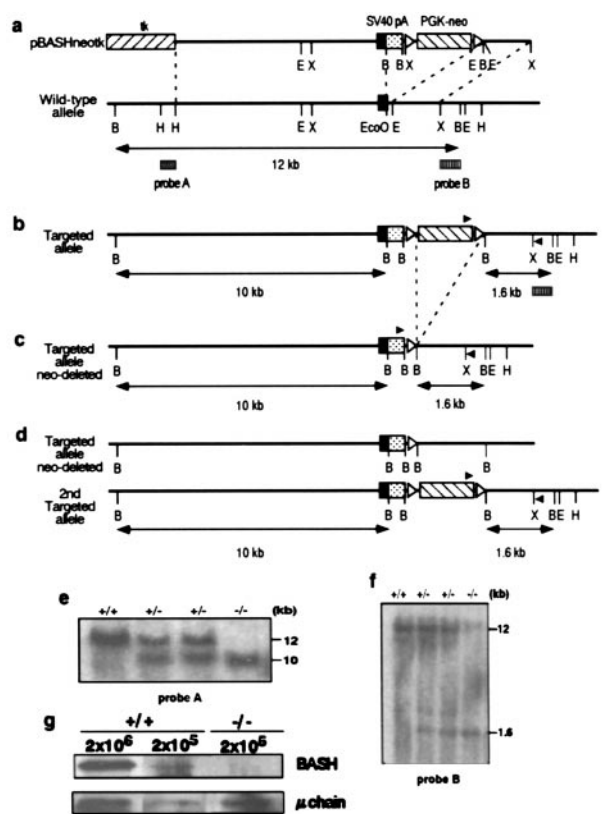 a
tk
SV40 pA PGK-neo
pBASHneotk
E X B B X E B E X
Wild-type
allele
B H H E X EcoO E X B E H
12 kb
probe A probe B
b
Targeted
allele
B B B B X B E H
10 kb 1.6 kb
c
Targeted
allele
neo-deleted
B B B B X B E H
10 kb 1.6 kb
d
Targeted
allele
neo-deleted
B B B B B
2nd
Targeted
allele
B B B B X B E H
10 kb 1.6 kb
e
+/+ +/- +/- -/- (kb)
12
10
probe A
f
+/+ +/- +/- -/-
12
1.6
probe B
g
+/+ -/-
2x10⁶ 2x10⁵ 2x10⁶
BASH
μ chain